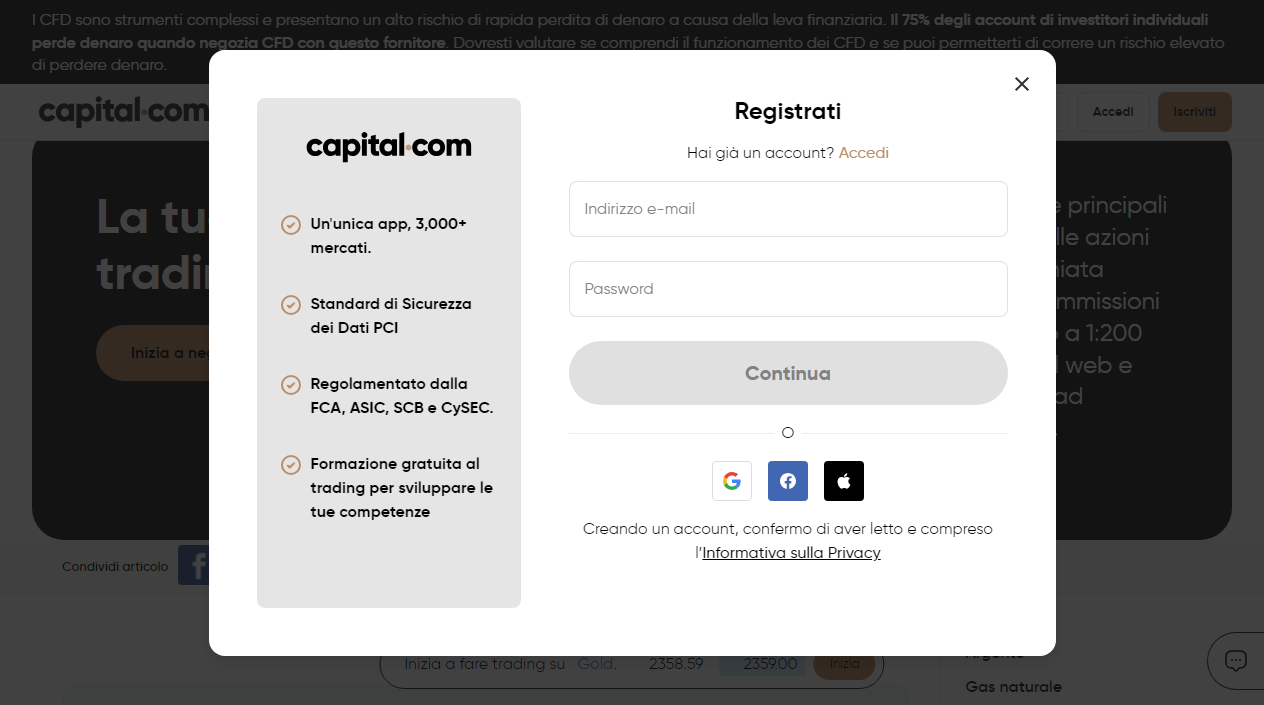 I CFD sono strumenti complessi e presentano un alto rischio di rapida perdita di denaro a causa della leva finanziaria. Il 75% degli account di investitori individuali
perde denaro quando negozia CFD con questo fornitore. Dovresti valutare se comprendi il funzionamento dei CFD e se puoi permetterti di correre un rischio elevato
di perdere denaro.
capital.com
Accedi
Iscriviti
La tu
tradin
Inizia a neg
e principali
lle azioni
niata
mmissioni
o a 1:200
l web e
ad
capital.com
Un'unica app, 3,000+
mercati.
Standard di Sicurezza
dei Dati PCI
Regolamentato dalla
FCA, ASIC, SCB e CySEC.
Formazione gratuita al
trading per sviluppare le
tue competenze
Registrati
Hai già un account? Accedi
Indirizzo e-mail
Password
Continua
O
Creando un account, confermo di aver letto e compreso
l'Informativa sulla Privacy
Condividi articolo
Inizia a fare trading su Gold. 2358.59 2359.00 Inizia
Argento
Gas naturale